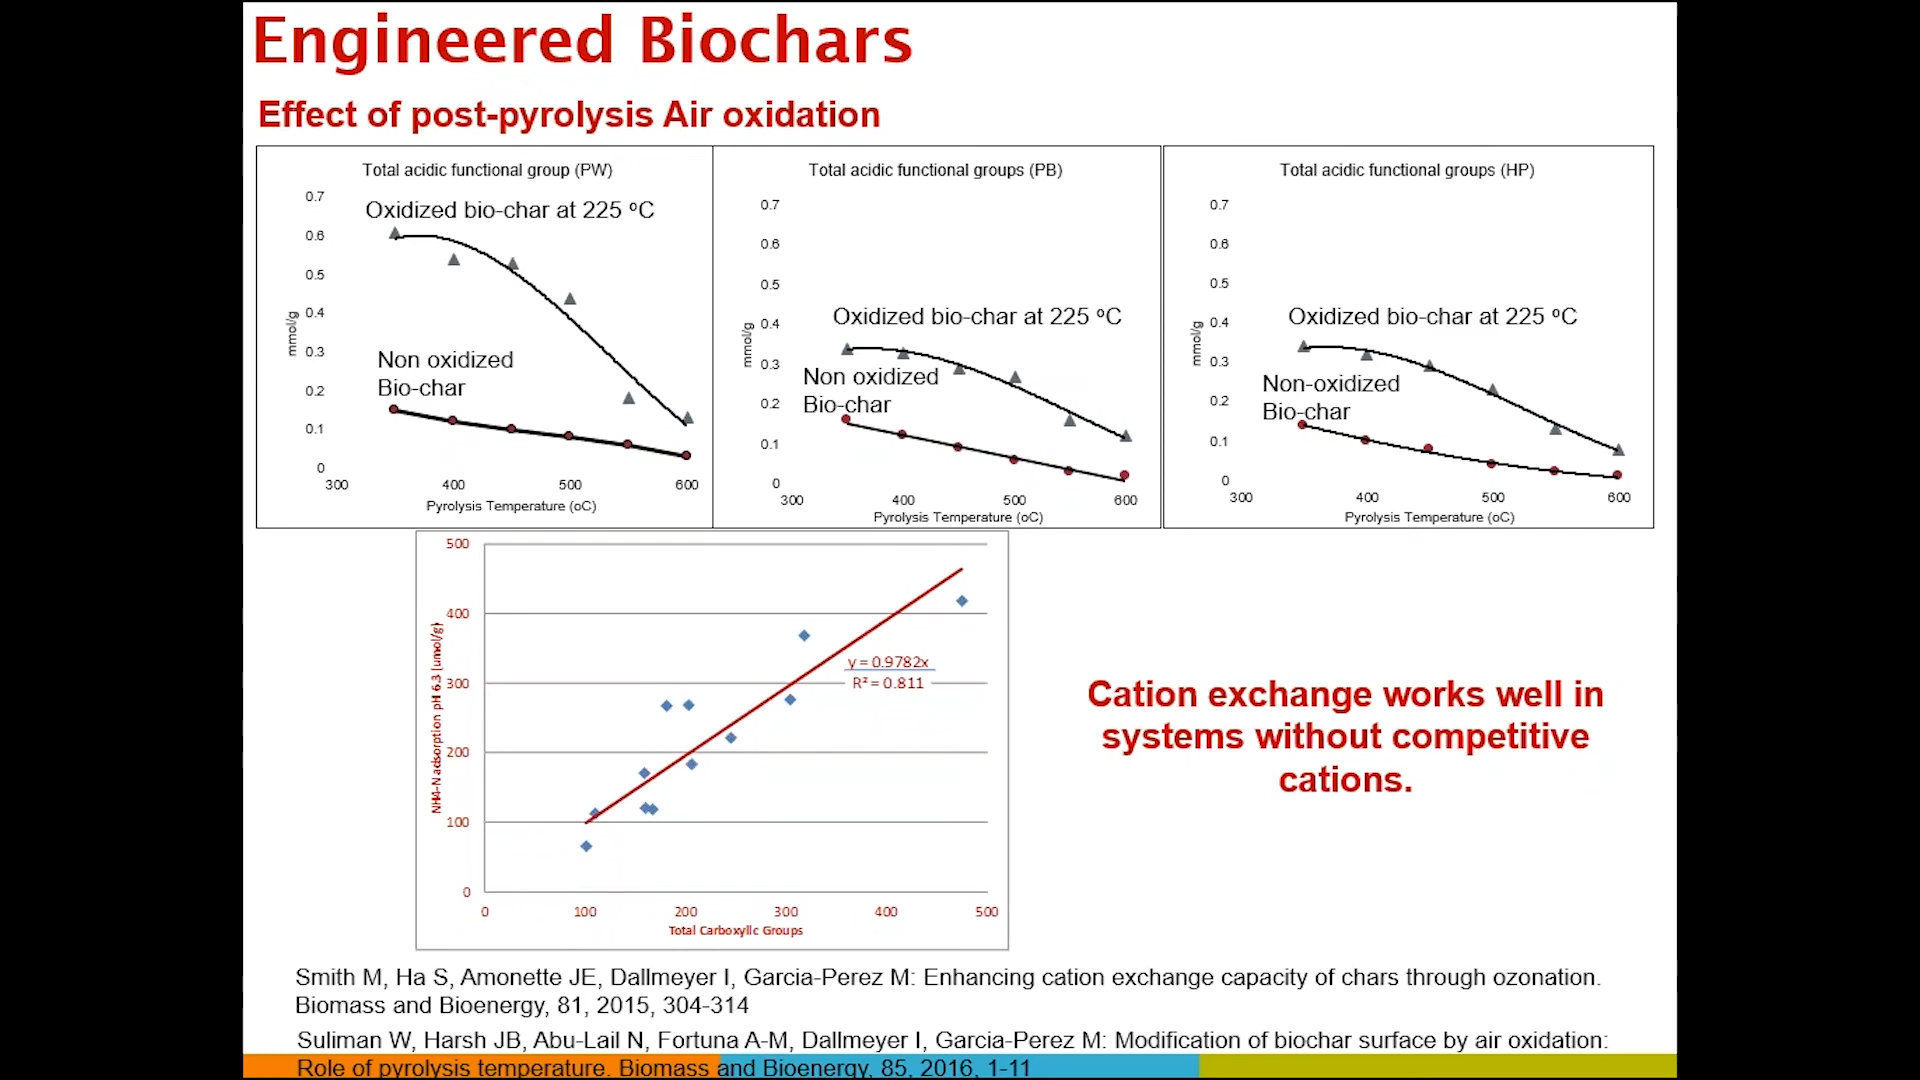 Engineered Biochars
Effect of post-pyrolysis Air oxidation
Total acidic functional group (PW)
0.7
0.6
0.5
0.4
0.3
0.2
0.1
0
mmol/g
Oxidized bio-char at 225 ºC
Non oxidized
Bio-char
300 400 500 600
Pyrolysis Temperature (oC)
Total acidic functional groups (PB)
0.7
0.6
0.5
0.4
0.3
0.2
0.1
0
mmol/g
Oxidized bio-char at 225 ºC
Non oxidized
Bio-char
300 400 500 600
Pyrolysis Temperature (oC)
Total acidic functional groups (HP)
0.7
0.6
0.5
0.4
0.3
0.2
0.1
0
mmol/g
Oxidized bio-char at 225 ºC
Non-oxidized
Bio-char
300 400 500 600
Pyrolysis Temperature (oC)
500
400
300
200
100
0
NH4-N adsorption pH 6.3 (umol/g)
y = 0.9782x
R² = 0.811
0 100 200 300 400 500
Total Carboxylic Groups
Cation exchange works well in
systems without competitive
cations.
Smith M, Ha S, Amonette JE, Dallmeyer I, Garcia-Perez M: Enhancing cation exchange capacity of chars through ozonation.
Biomass and Bioenergy, 81, 2015, 304-314
Suliman W, Harsh JB, Abu-Lail N, Fortuna A-M, Dallmeyer I, Garcia-Perez M: Modification of biochar surface by air oxidation:
Role of pyrolysis temperature. Biomass and Bioenergy, 85, 2016, 1-11